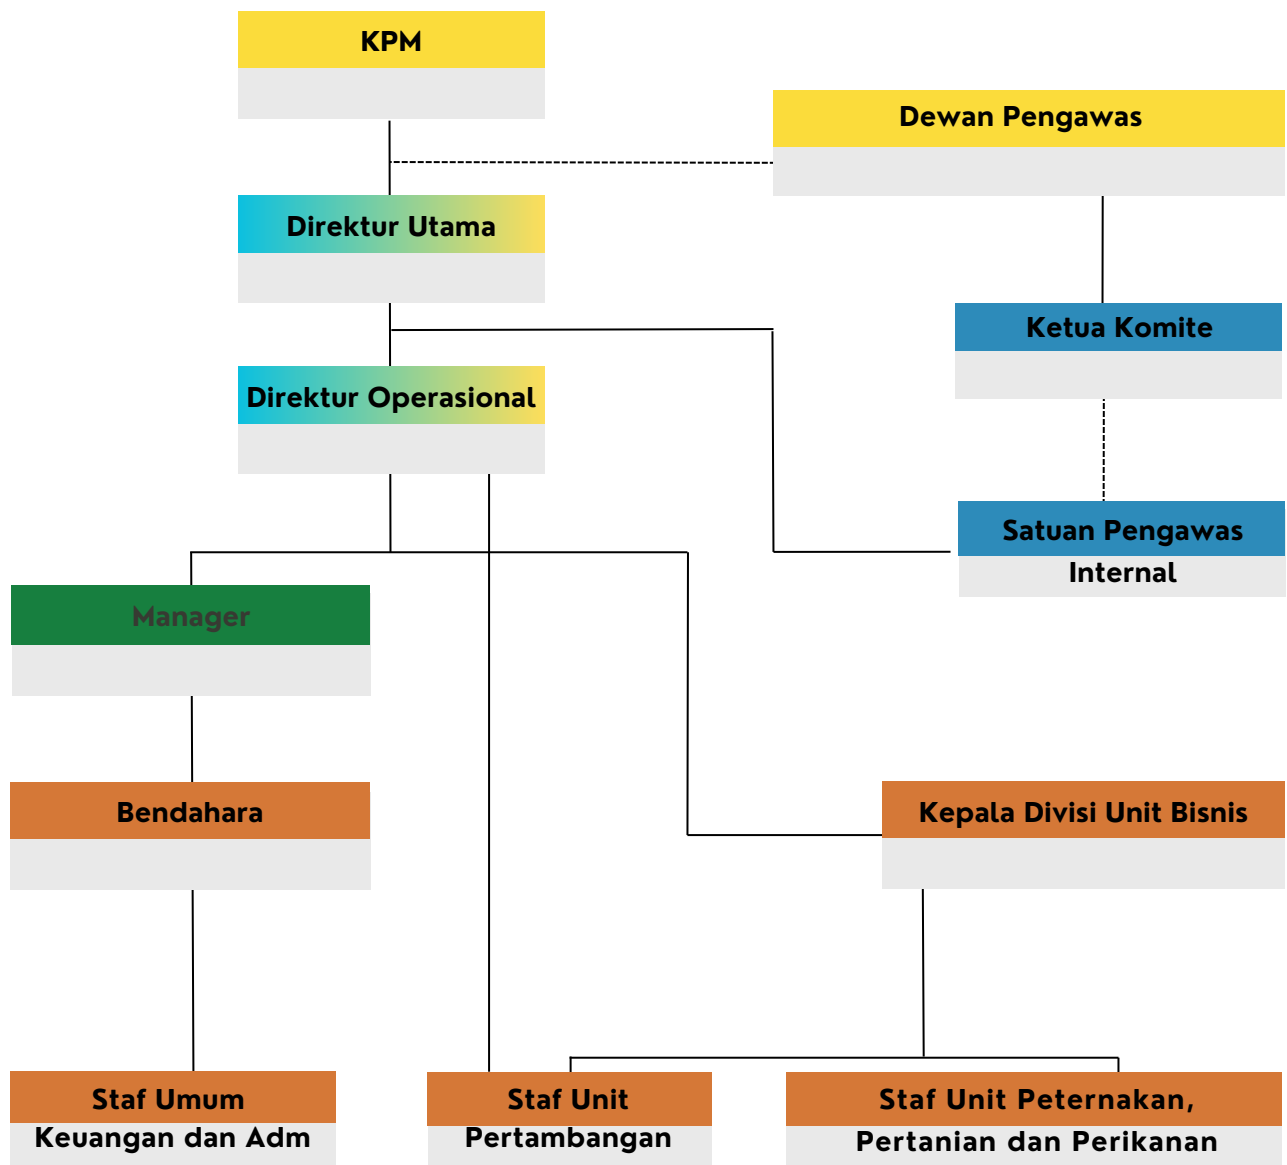 KPM
Dewan Pengawas
Direktur Utama
Ketua Komite
Direktur Operasional
Satuan Pengawas
Internal
Manager
Bendahara
Kepala Divisi Unit Bisnis
Staf Umum
Keuangan dan Adm
Staf Unit
Pertambangan
Staf Unit Peternakan,
Pertanian dan Perikanan